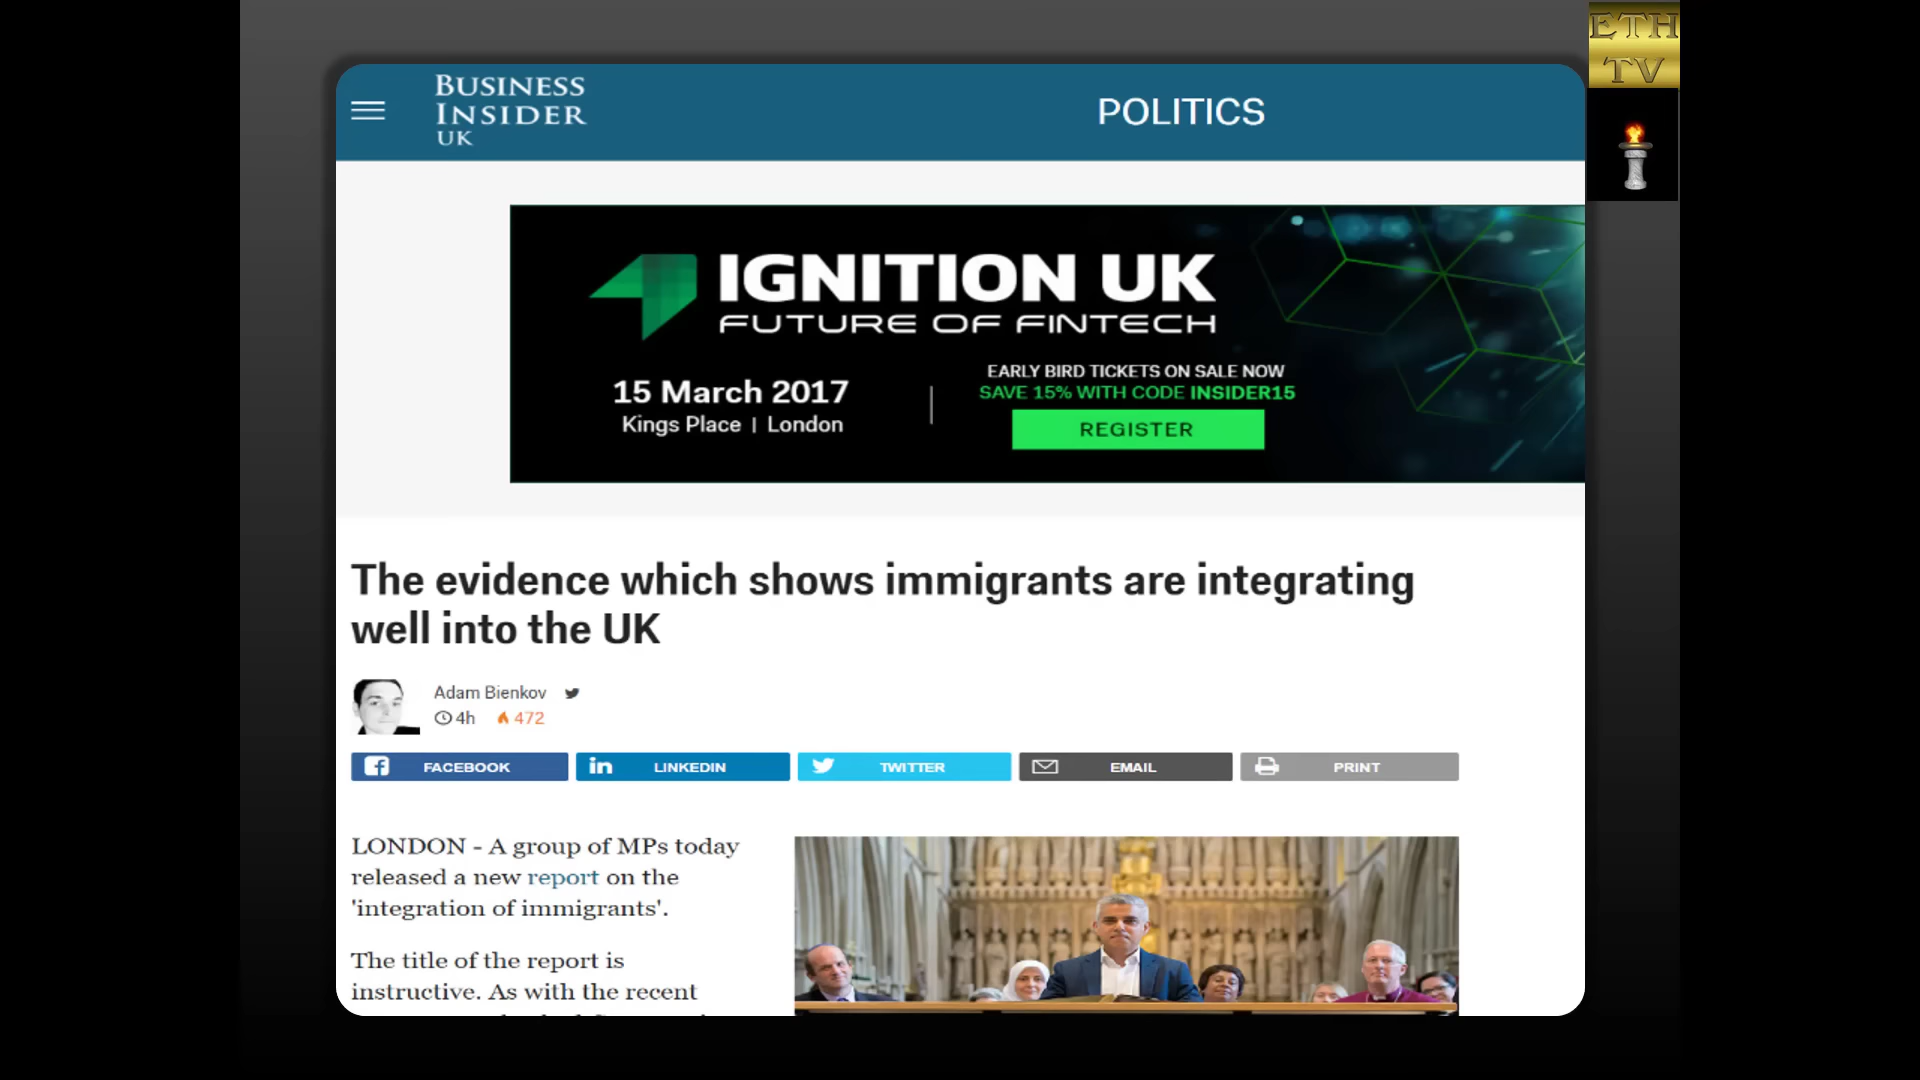 ETH
TV
BUSINESS
INSIDER
UK
POLITICS
IGNITION UK
FUTURE OF FINTECH
15 March 2017
Kings Place | London
EARLY BIRD TICKETS ON SALE NOW
SAVE 15% WITH CODE INSIDER15
REGISTER
The evidence which shows immigrants are integrating
well into the UK
Adam Bienkov
4h 472
FACEBOOK
LINKEDIN
TWITTER
EMAIL
PRINT
LONDON - A group of MPs today
released a new report on the
'integration of immigrants'.
The title of the report is
instructive. As with the recent